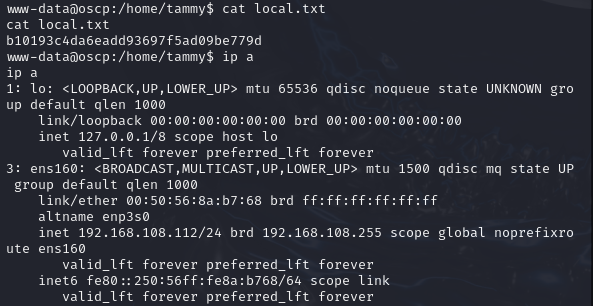 www-data@oscp:/home/tammy$ cat local.txt
cat local.txt
b10193c4da6eadd93697f5ad09be779d
www-data@oscp:/home/tammy$ ip a
ip a
1: lo: <LOOPBACK,UP,LOWER_UP> mtu 65536 qdisc noqueue state UNKNOWN gro
up default qlen 1000
    link/loopback 00:00:00:00:00:00 brd 00:00:00:00:00:00
    inet 127.0.0.1/8 scope host lo
       valid_lft forever preferred_lft forever
3: ens160: <BROADCAST,MULTICAST,UP,LOWER_UP> mtu 1500 qdisc mq state UP
 group default qlen 1000
    link/ether 00:50:56:8a:b7:68 brd ff:ff:ff:ff:ff:ff
    altname enp3s0
    inet 192.168.108.112/24 brd 192.168.108.255 scope global noprefixro
ute ens160
       valid_lft forever preferred_lft forever
    inet6 fe80::250:56ff:fe8a:b768/64 scope link
       valid_lft forever preferred_lft forever